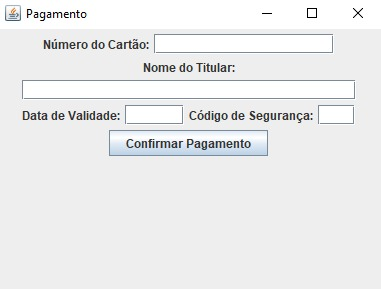 Pagamento
Número do Cartão:
Nome do Titular:
Data de Validade: Código de Segurança:
Confirmar Pagamento